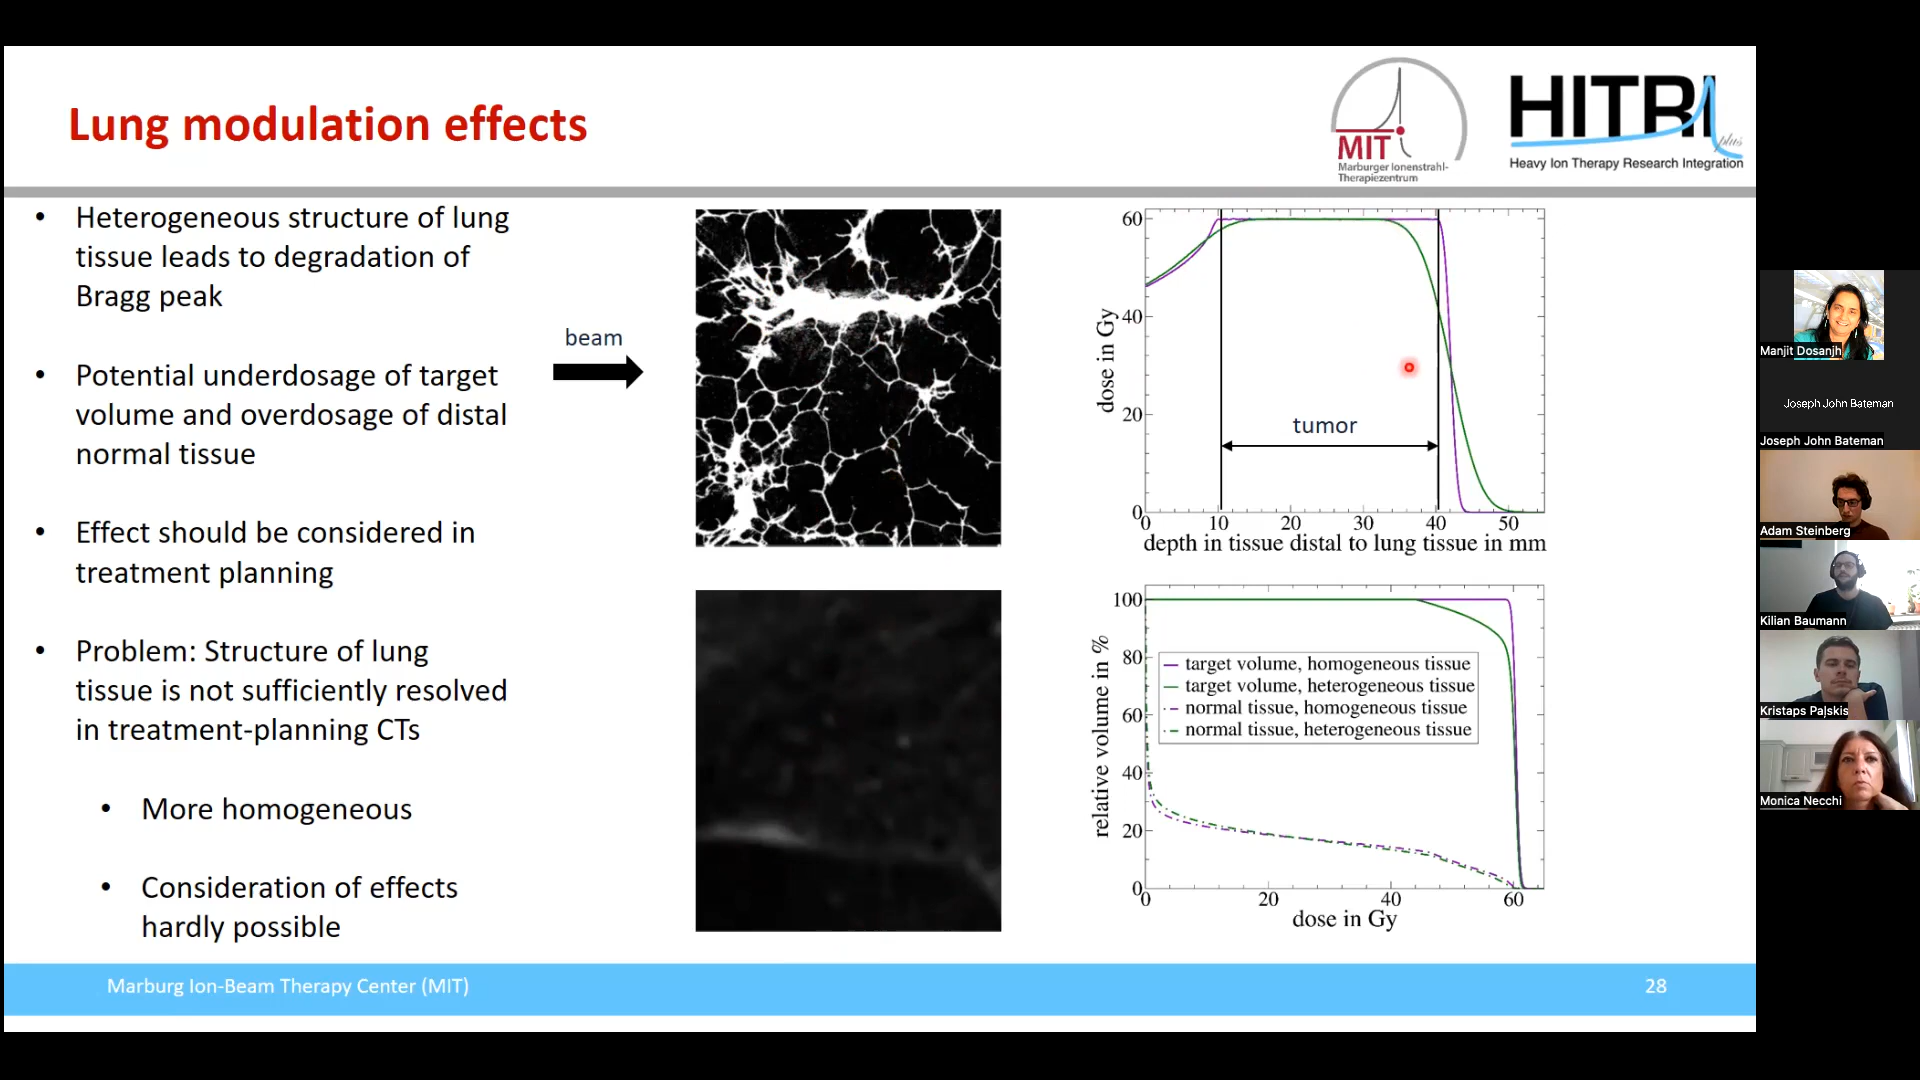 Lung modulation effects
MIT
Marburger Ionenstrahl-
Therapiezentrum
HITRI
plus
Heavy Ion Therapy Research Integration
• Heterogeneous structure of lung
tissue leads to degradation of
Bragg peak
• Potential underdosage of target
volume and overdosage of distal
normal tissue
• Effect should be considered in
treatment planning
• Problem: Structure of lung
tissue is not sufficiently resolved
in treatment-planning CTs
• More homogeneous
• Consideration of effects
hardly possible
beam
60
40
20
0
dose in Gy
tumor
0 10 20 30 40 50
depth in tissue distal to lung tissue in mm
100
80
60
40
20
0
relative volume in %
target volume, homogeneous tissue
target volume, heterogeneous tissue
normal tissue, homogeneous tissue
normal tissue, heterogeneous tissue
0 20 40 60
dose in Gy
Marburg Ion-Beam Therapy Center (MIT)
28
Manjit Dosanjh
Joseph John Bateman
Joseph John Bateman
Adam Steinberg
Kilian Baumann
Kristaps Paļskis
Monica Necchi